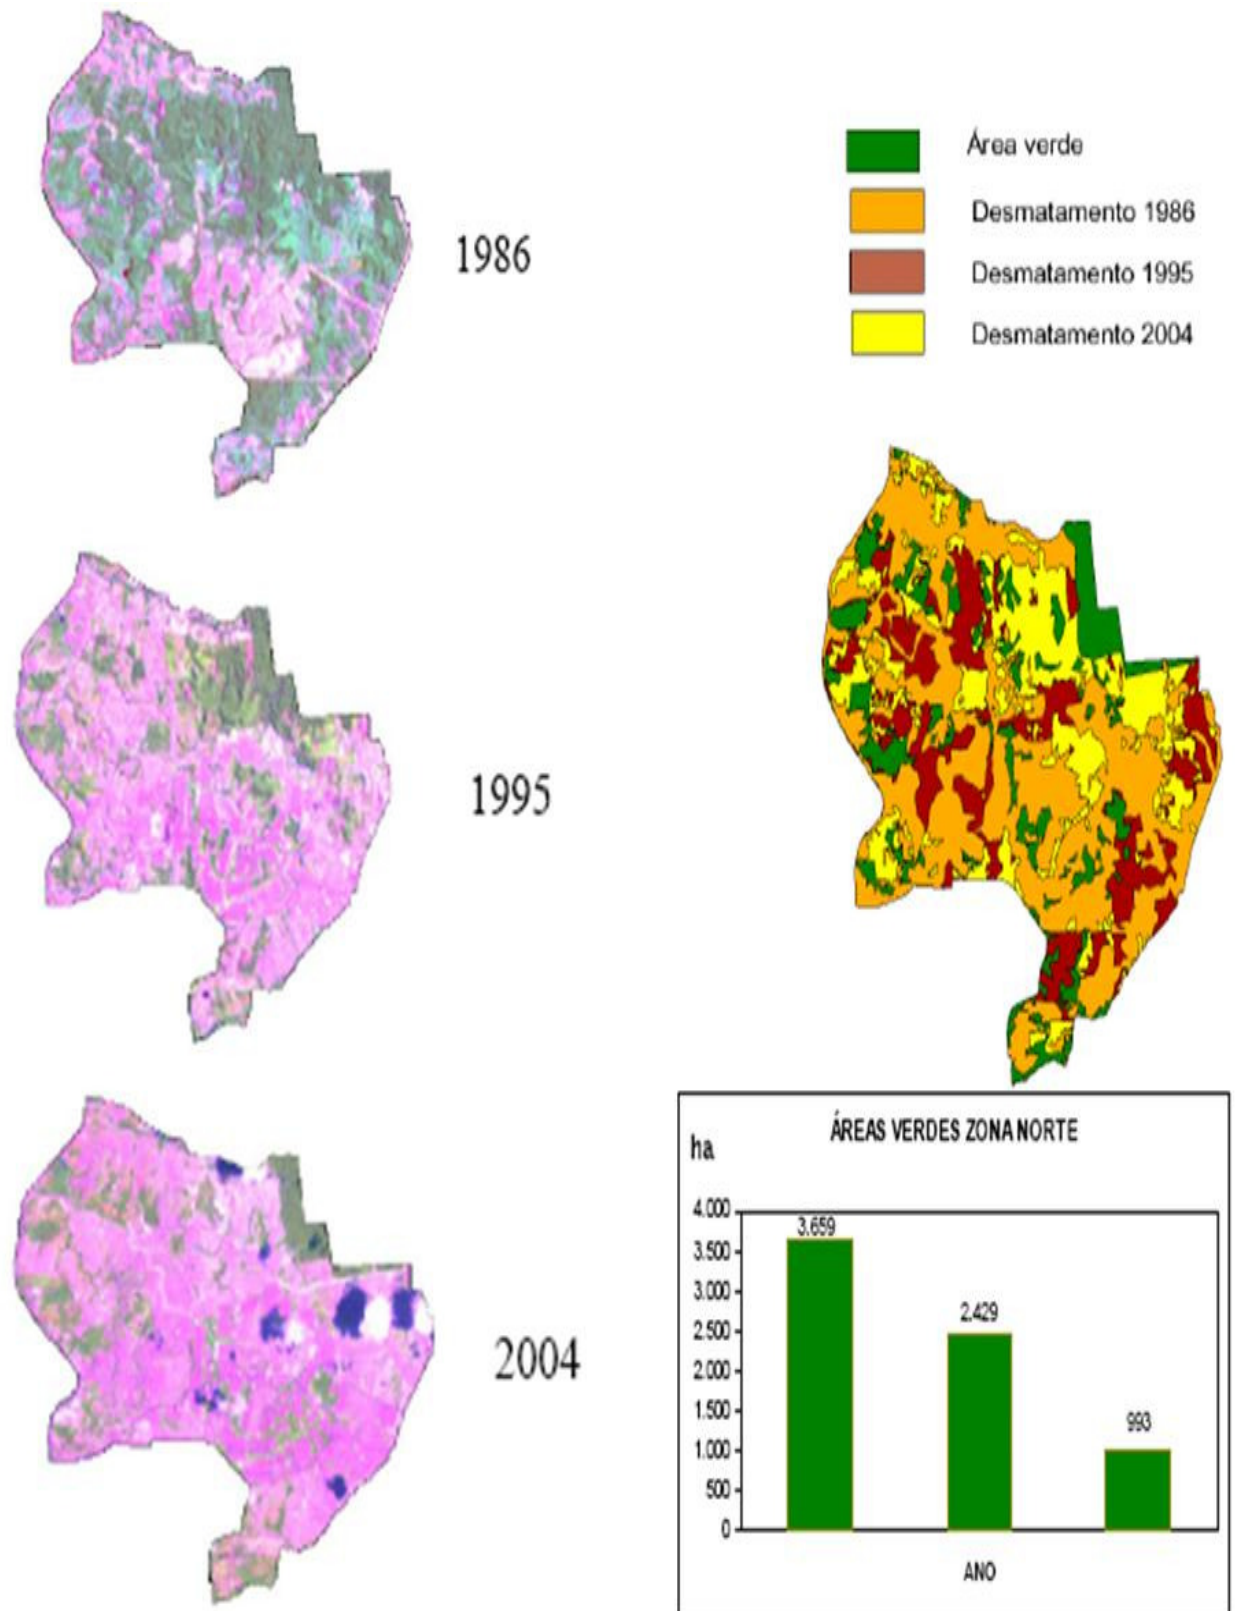 1986
1995
2004
Área verde
Desmatamento 1986
Desmatamento 1995
Desmatamento 2004
ÁREAS VERDES ZONA NORTE
ha
4.000
3.500
3.000
2.500
2.000
1.500
1.000
500
0
3.659
2.429
993
ANO